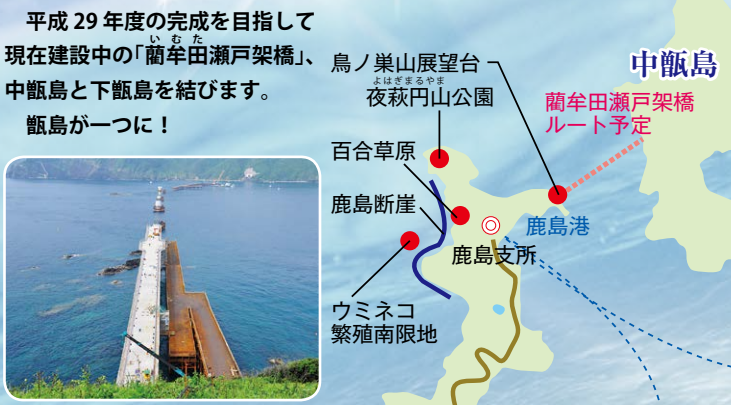 平成 29 年度の完成を目指して
いむた
現在建設中の「藺牟田瀬戸架橋」、
中甑島と下甑島を結びます。
甑島が一つに！
中甑島
鳥ノ巣山展望台
よはぎまるやま
夜萩円山公園
藺牟田瀬戸架橋
ルート予定
百合草原
鹿島断崖
鹿島港
鹿島支所
ウミネコ
繁殖南限地